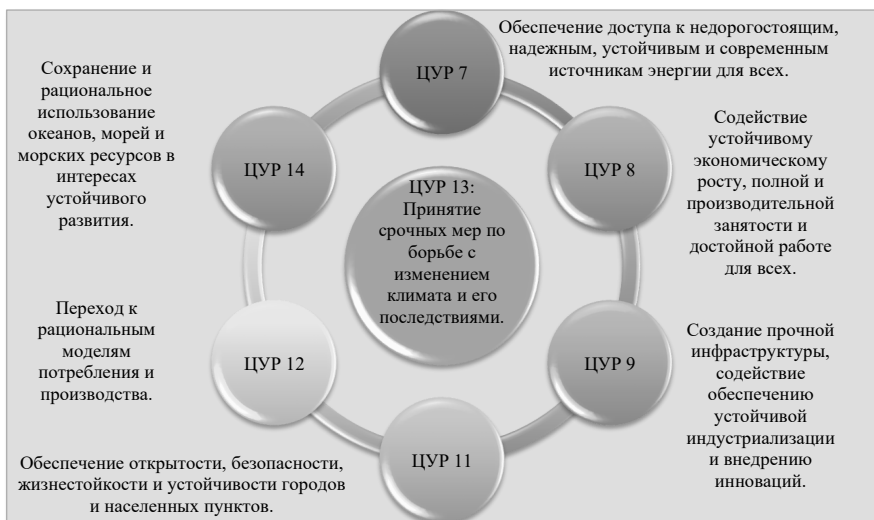 ЦУР 7
Обеспечение доступа к недорогостоящим,
надежным, устойчивым и современным
источникам энергии для всех.
ЦУР 8
Содействие
устойчивому
экономическому
росту, полной и
производительной
занятости и
достойной работе
для всех.
ЦУР 9
Создание прочной
инфраструктуры,
содействие
обеспечению
устойчивой
индустриализации
и внедрению
инноваций.
ЦУР 11
Обеспечение открытости, безопасности,
жизнестойкости и устойчивости городов
и населенных пунктов.
ЦУР 12
Переход к
рациональным
моделям
потребления и
производства.
ЦУР 14
Сохранение и
рациональное
использование
океанов, морей и
морских ресурсов в
интересах
устойчивого
развития.
ЦУР 13:
Принятие
срочных мер по
борьбе с
изменением
климата и его
последствиями.